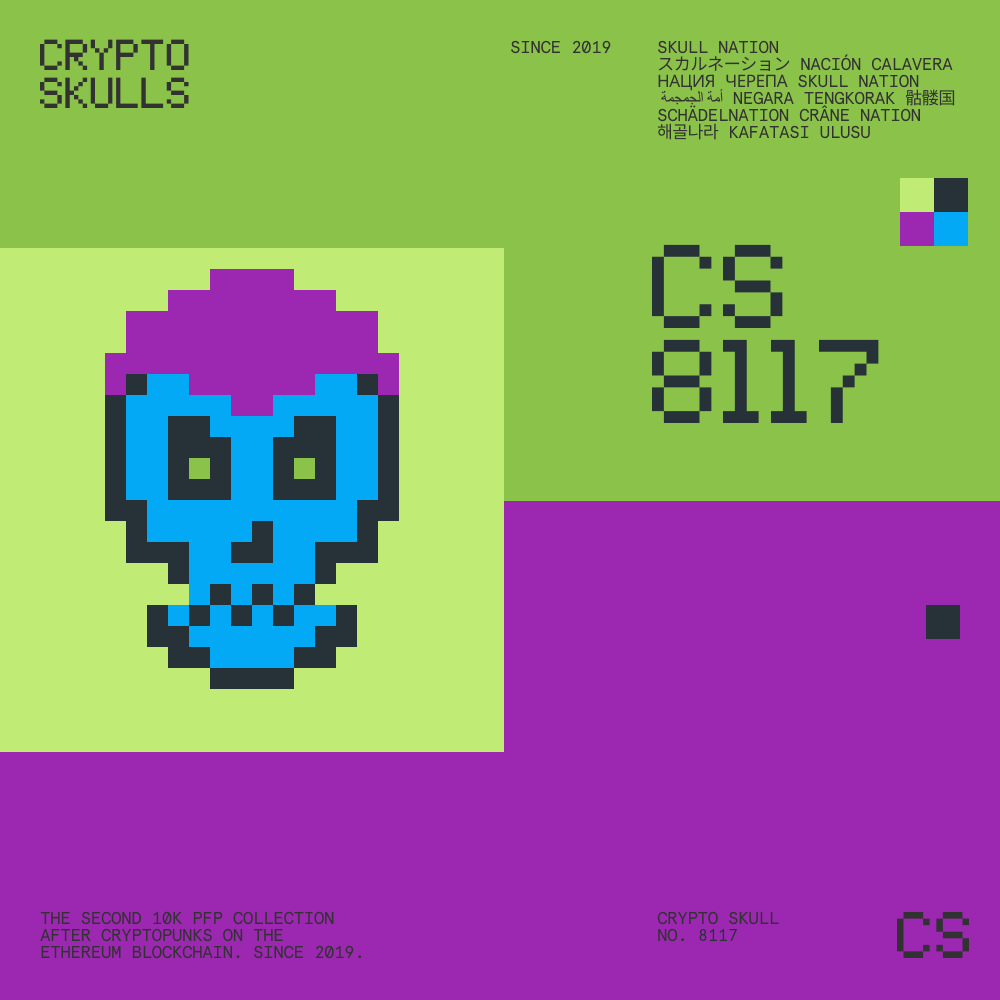 CRYPTO
SKULLS
SINCE 2019
SKULL NATION
スカルネーション NACIÓN CALAVERA
НАЦИЯ ЧЕРЕПА SKULL NATION
أمة الجمجمة NEGARA TENGKORAK 骷髅国
SCHÄDELNATION CRÂNE NATION
해골나라 KAFATASI ULUSU
CS
8117
THE SECOND 10K PFP COLLECTION
AFTER CRYPTOPUNKS ON THE
ETHEREUM BLOCKCHAIN. SINCE 2019.
CRYPTO SKULL
NO. 8117
CS